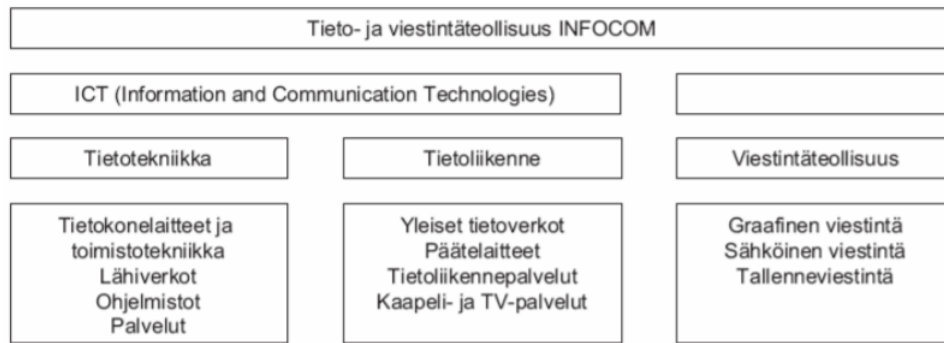 Tieto- ja viestintäteollisuus INFOCOM
ICT (Information and Communication Technologies)
Tietotekniikka
Tietoliikenne
Viestintäteollisuus
Tietokonelaitteet ja
toimistotekniikka
Lähiverkot
Ohjelmistot
Palvelut
Yleiset tietoverkot
Päätelaitteet
Tietoliikennepalvelut
Kaapeli- ja TV-palvelut
Graafinen viestintä
Sähköinen viestintä
Tallenneviestintä